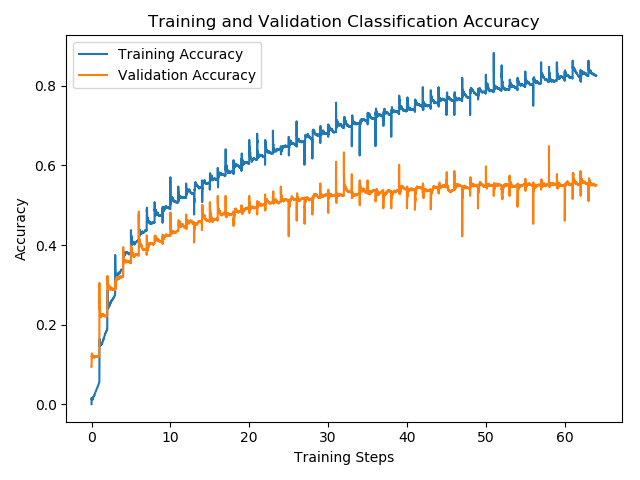 Training and Validation Classification Accuracy
Training Accuracy
Validation Accuracy
Accuracy
0.8
0.6
0.4
0.2
0.0
0 10 20 30 40 50 60
Training Steps